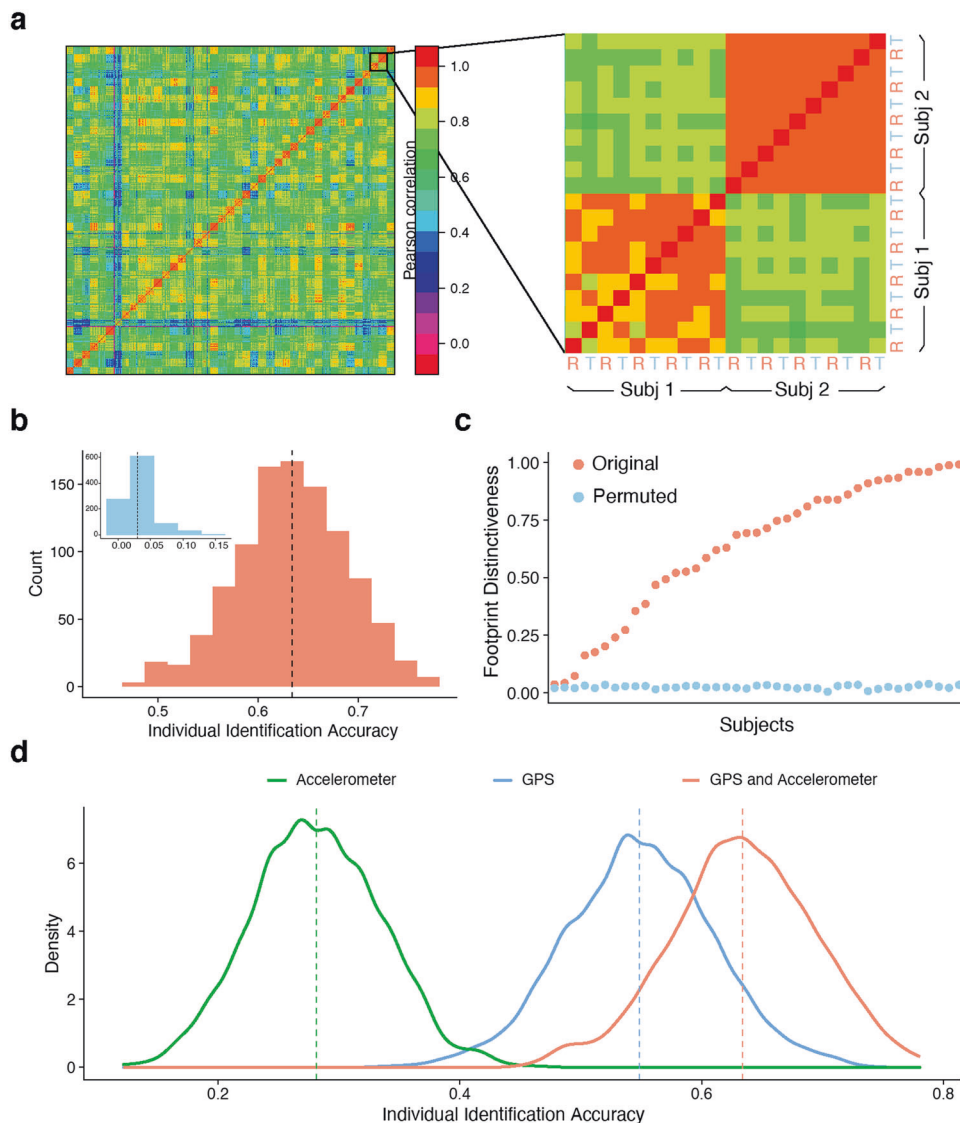 a
1.0
0.8
0.6
0.4
0.2
0.0
Pearson correlation
R T R T R T R T R T R T R T R T R T R T
Subj 1
Subj 2
T
R
T
R
T
R
T
R
T
R
T
R
T
R
T
R
T
R
T
R
Subj 2
Subj 1
b
600
400
200
0
0.00 0.05 0.10 0.15
150
100
50
0
Count
0.5 0.6 0.7
Individual Identification Accuracy
c
Original
Permuted
1.00
0.75
0.50
0.25
0.00
Footprint Distinctiveness
Subjects
d
Accelerometer GPS GPS and Accelerometer
6
4
2
0
Density
0.2 0.4 0.6 0.8
Individual Identification Accuracy